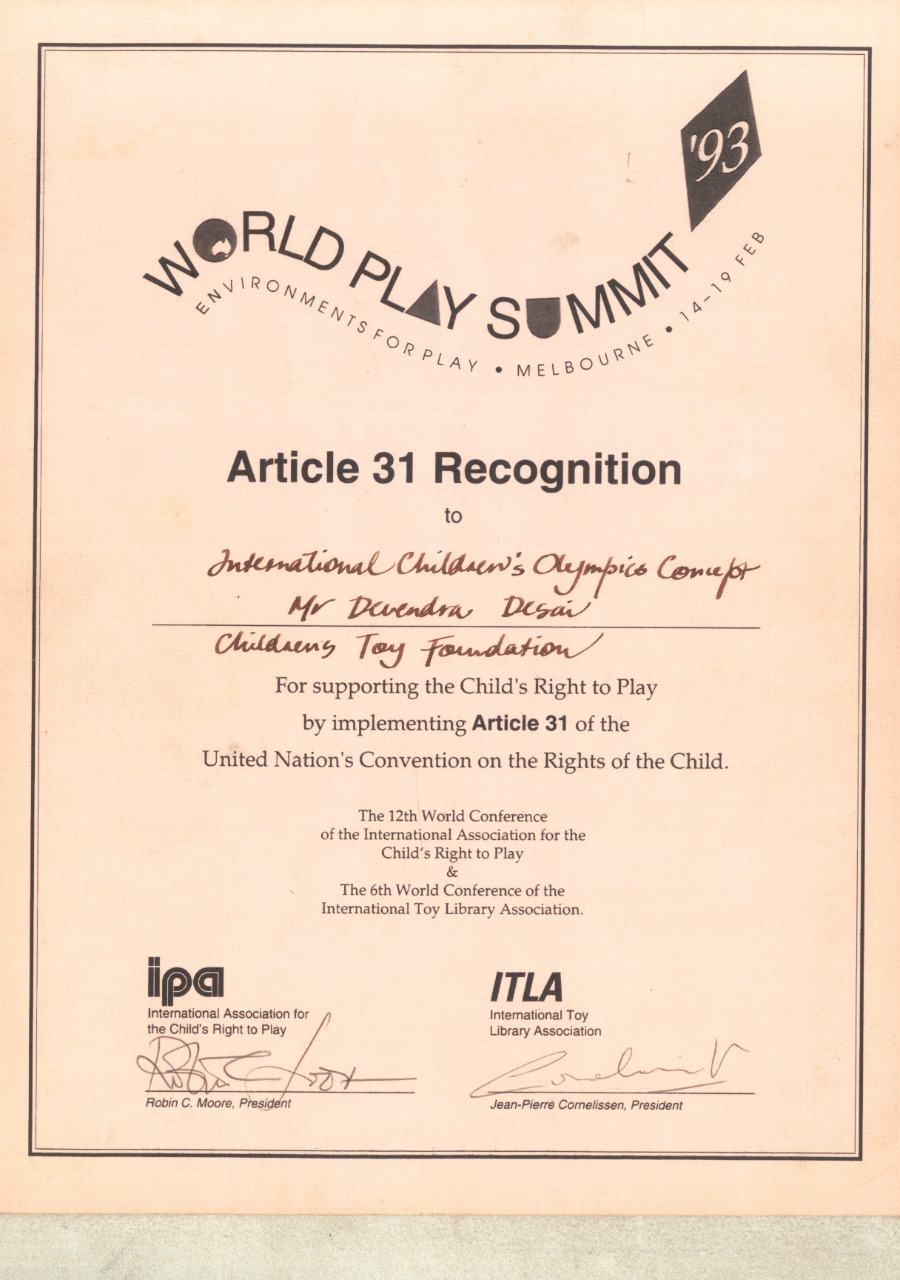 '93
WORLD PLAY SUMMIT
ENVIRONMENTS FOR PLAY • MELBOURNE • 14-19 FEB
Article 31 Recognition
to
International Children's Olympics Concept
Mr Devendra Desai
Children's Toy Foundation
For supporting the Child's Right to Play
by implementing Article 31 of the
United Nation's Convention on the Rights of the Child.
The 12th World Conference
of the International Association for the
Child's Right to Play
&
The 6th World Conference of the
International Toy Library Association.
ipa
International Association for
the Child's Right to Play
Robin C. Moore, President
ITLA
International Toy
Library Association
Jean-Pierre Cornelissen, President